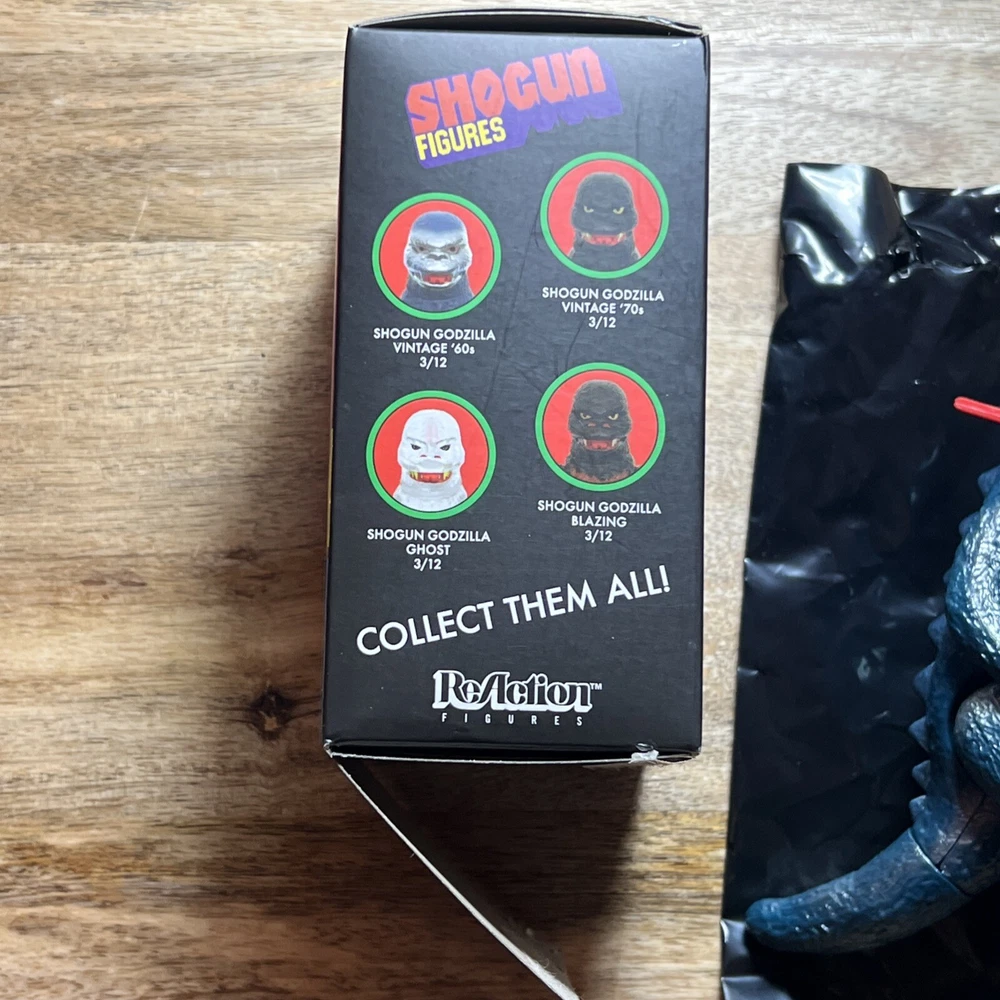 SHOGUN
FIGURES
SHOGUN GODZILLA
VINTAGE '60s
3/12
SHOGUN GODZILLA
VINTAGE '70s
3/12
SHOGUN GODZILLA
GHOST
3/12
SHOGUN GODZILLA
BLAZING
3/12
COLLECT THEM ALL!
ReAction™
FIGURES